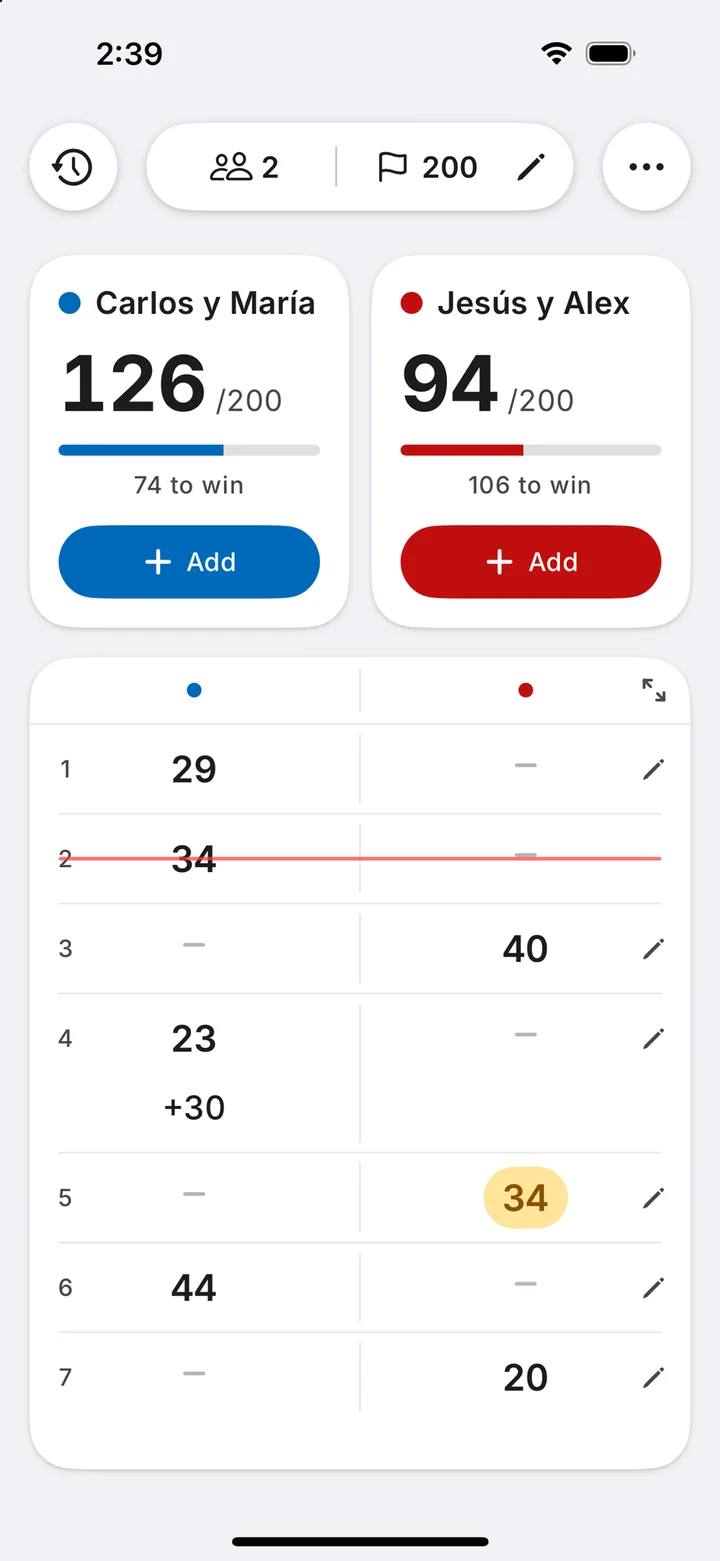 2:39
2 200
Carlos y María
126 /200
74 to win
+ Add
Jesús y Alex
94 /200
106 to win
+ Add
1 29 –
2 34 –
3 – 40
4 23 –
+30
5 – 34
6 44 –
7 – 20